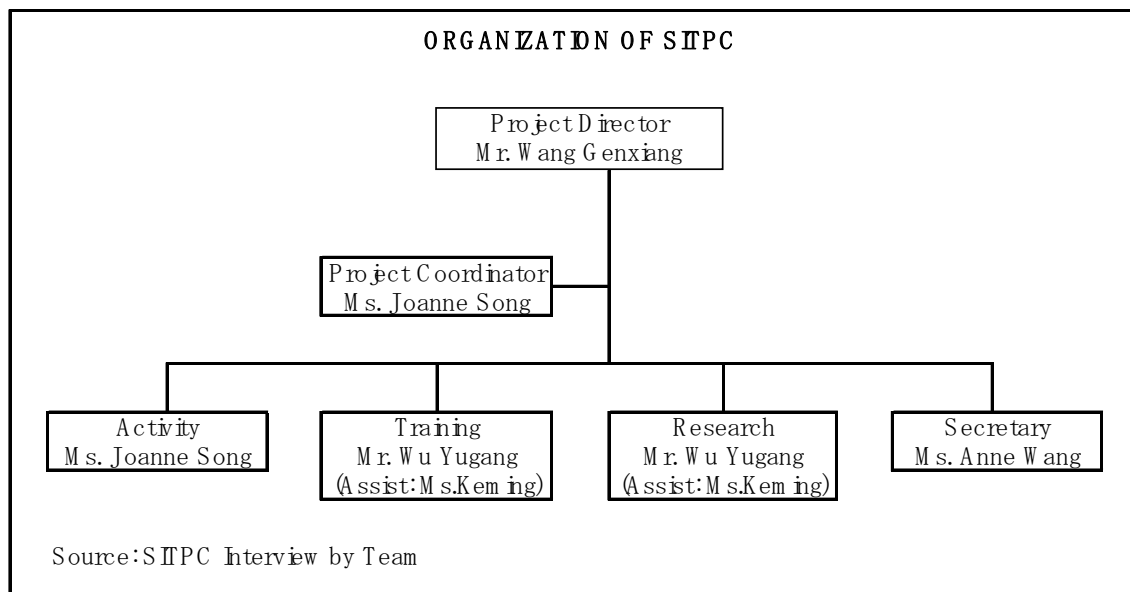 ORGANIZATION OF SITPC
Project Director
Mr. Wang Genxiang
Project Coordinator
Ms. Joanne Song
Activity
Ms. Joanne Song
Training
Mr. Wu Yugang
(Assist: Ms.Keming)
Research
Mr. Wu Yugang
(Assist: Ms.Keming)
Secretary
Ms. Anne Wang
Source: SITPC Interview by Team